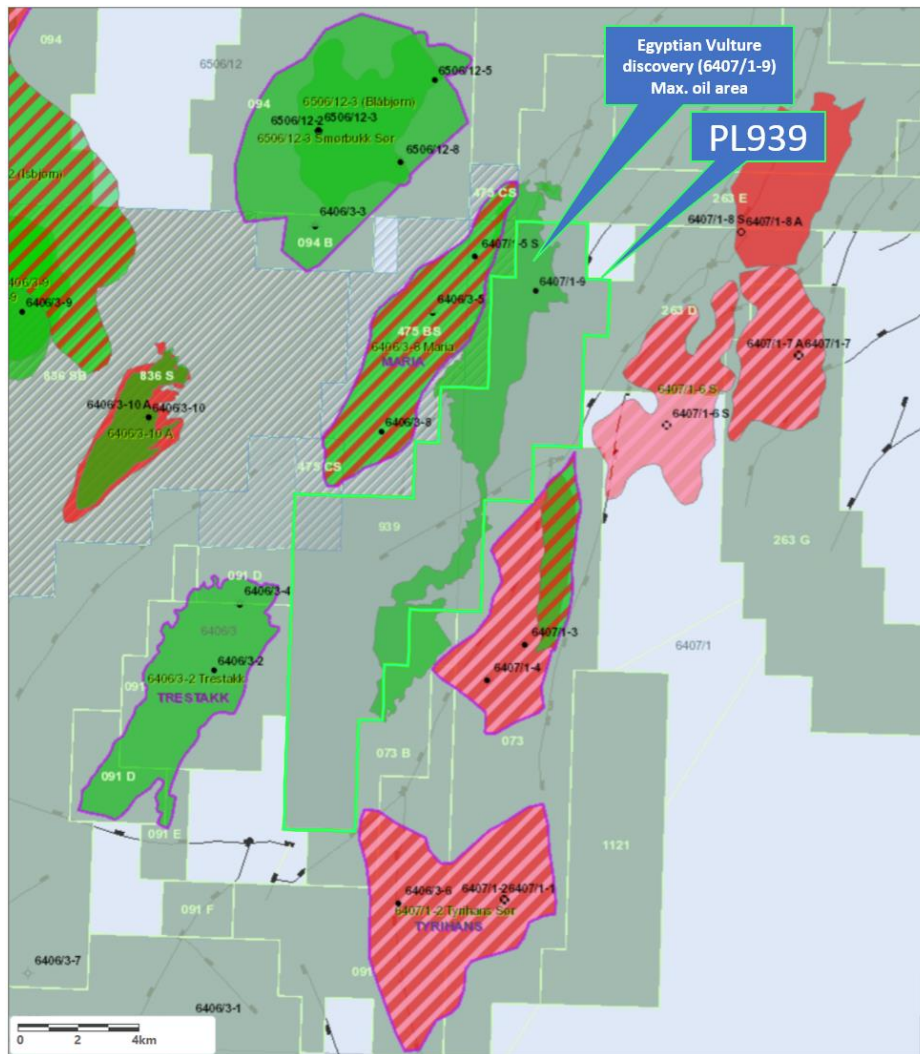 094
6506/12
Egyptian Vulture
discovery (6407/1-9)
Max. oil area
PL939
6506/12-5
094
6506/12-3 (Blåbjørn)
6506/12-2 6506/12-3
6506/12-3 Smørbukk Sør
6506/12-8
475 CS
263 E
6407/1-8 S 6407/1-8 A
6406/3-3
094 B
6407/1-5 S
6407/1-9
6406/3-9
6406/3-5
263 D
475 BS
6406/3-8 Maria
MARIA
6407/1-7 A 6407/1-7
836 SB
836 S
6407/1-6 S
6406/3-10 A 6406/3-10
6406/3-10 A
6406/3-8
6407/1-6 S
475 CS
939
263 G
091 D
6406/3-4
6406/3
6407/1-3
6407/1
6406/3-2
6407/1-4
6406/3-2 Trestakk
091
TRESTAKK
073 B
073
091 D
091 E
1121
6406/3-6
6407/1-2 6407/1-1
6407/1-2 Tyrihans Sør
TYRIHANS
091 F
6406/3-7
091
6406/3-1
0 2 4km